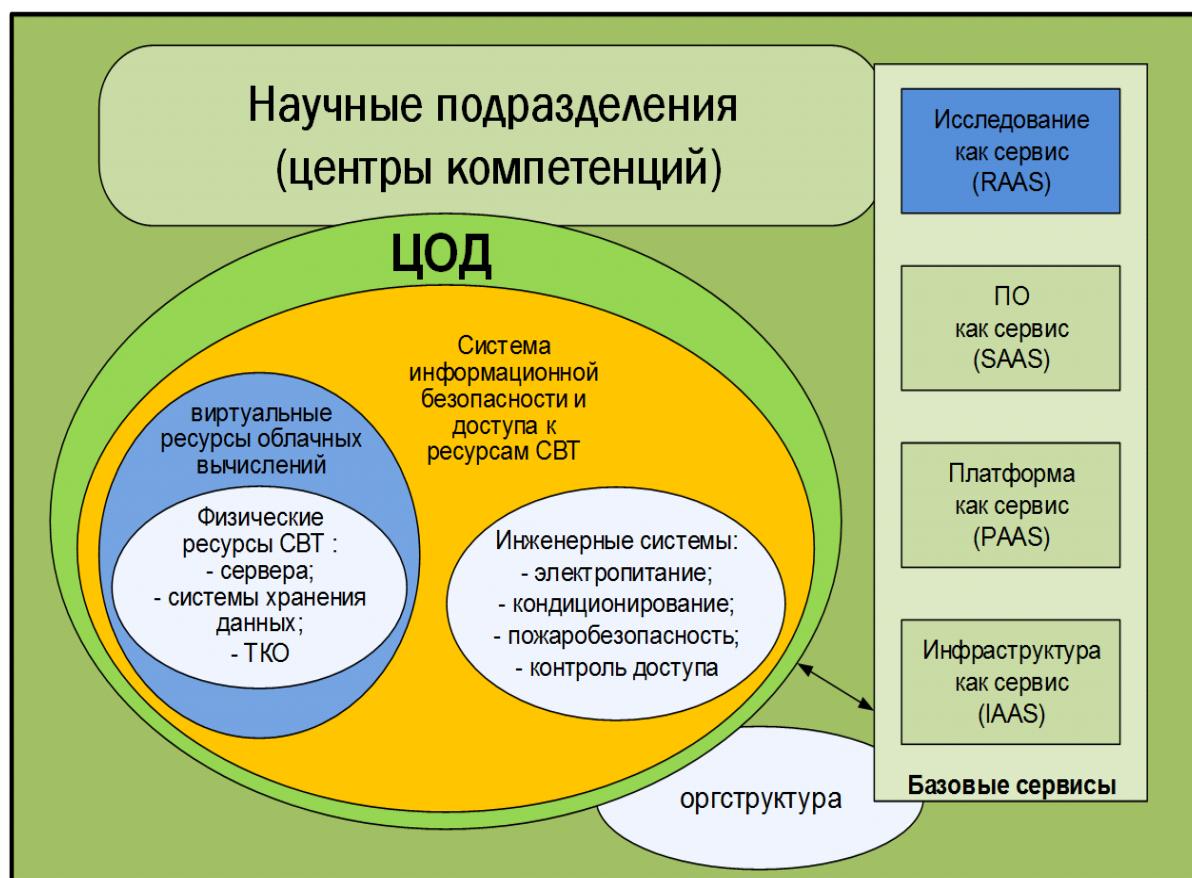 Научные подразделения
(центры компетенций)
ЦОД
Система
информационной
безопасности и
доступа к
ресурсам СВТ
виртуальные
ресурсы облачных
вычислений
Физические
ресурсы СВТ :
- сервера;
- системы хранения
данных;
- ТКО
Инженерные системы:
- электропитание;
- кондиционирование;
- пожаробезопасность;
- контроль доступа
оргструктура
Исследование
как сервис
(RAAS)
ПО
как сервис
(SAAS)
Платформа
как сервис
(PAAS)
Инфраструктура
как сервис
(IAAS)
Базовые сервисы